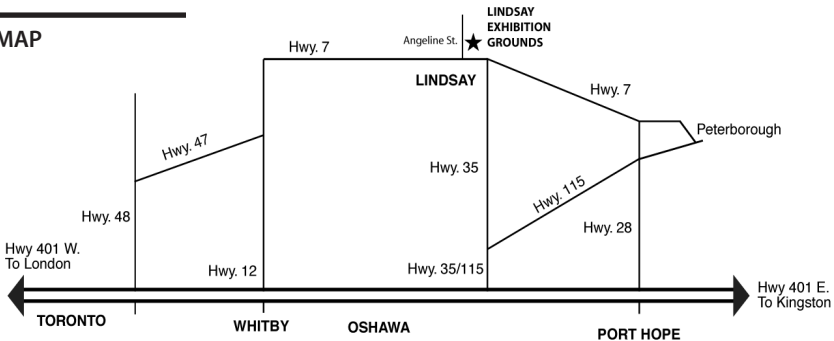 MAP
LINDSAY
EXHIBITION
GROUNDS
Angeline St.
Hwy. 7
LINDSAY
Hwy. 7
Peterborough
Hwy. 47
Hwy. 35
Hwy. 115
Hwy. 48
Hwy. 28
Hwy 401 W.
To London
Hwy. 12
Hwy. 35/115
Hwy 401 E.
To Kingston
TORONTO
WHITBY
OSHAWA
PORT HOPE